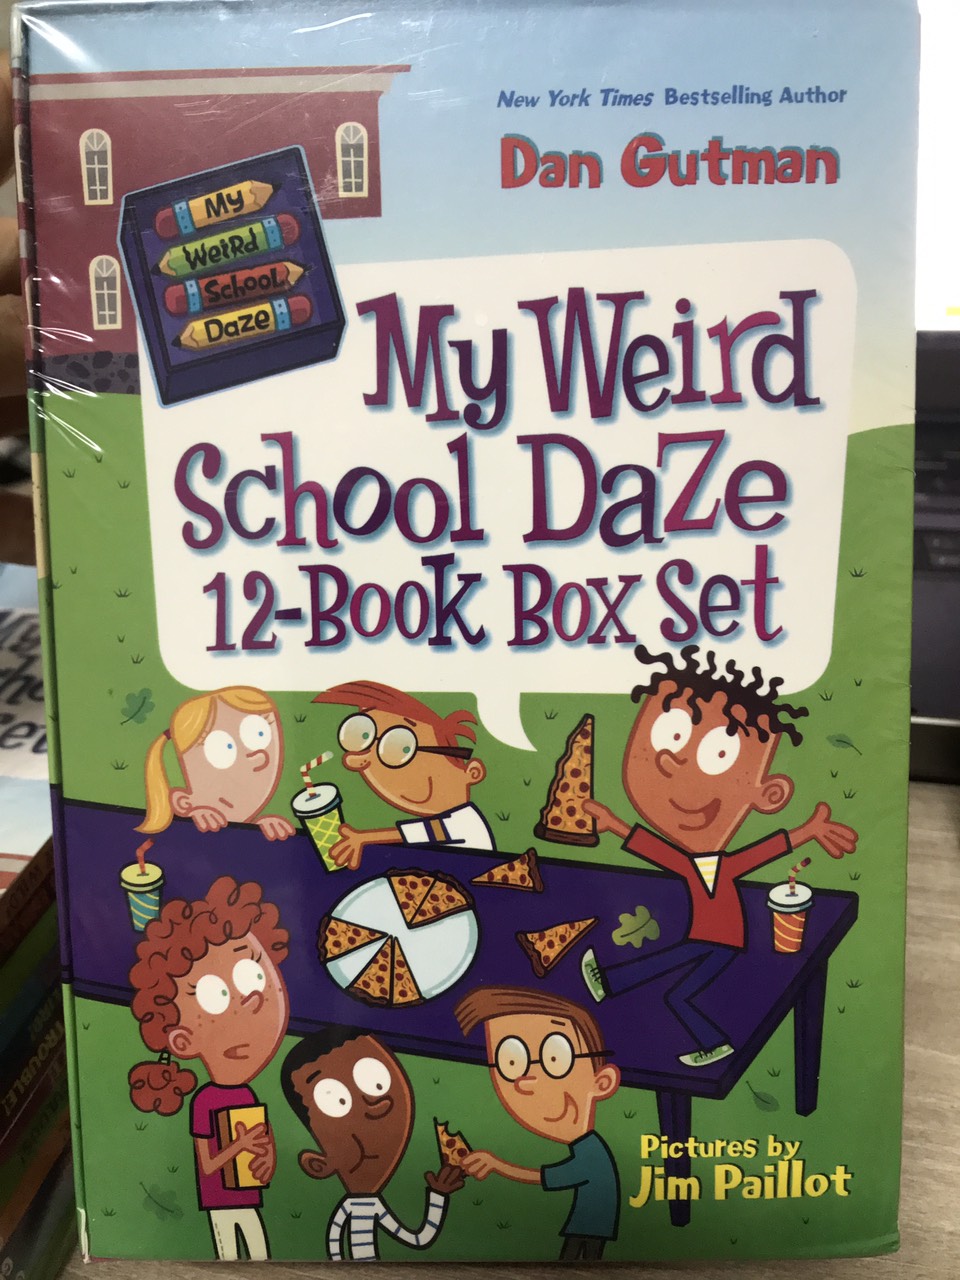 New York Times Bestselling Author
Dan Gutman
My
Weird
School
Daze
My Weird
School Daze
12-Book Box Set
Pictures by
Jim Paillot
TROUBLE!